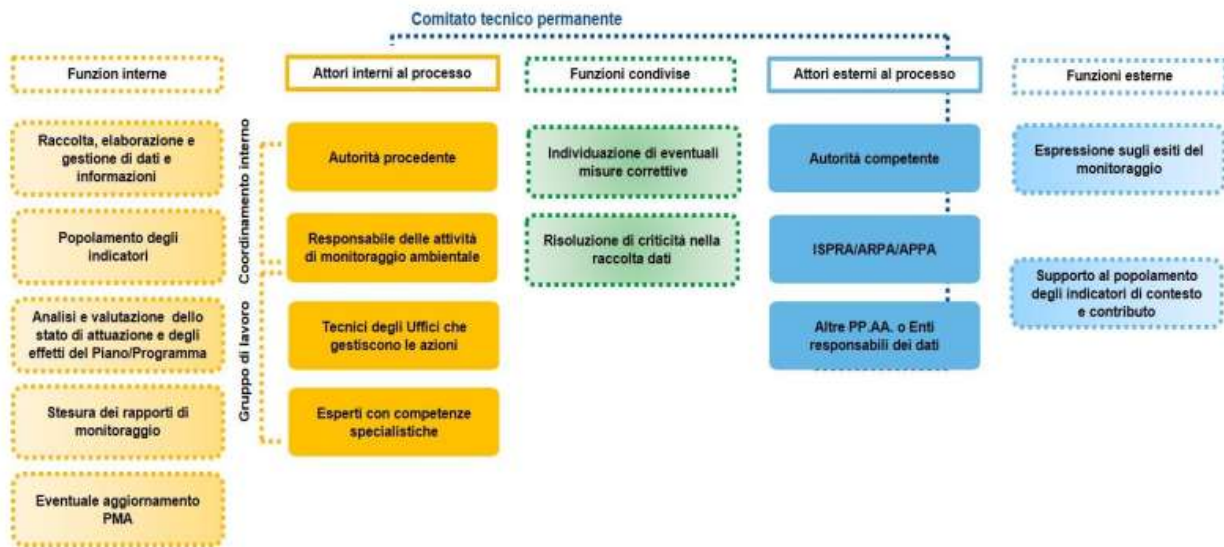 Comitato tecnico permanente
Funzion interne
Attori interni al processo
Funzioni condivise
Attori esterni al processo
Funzioni esterne
Raccolta, elaborazione e
gestione di dati e
informazioni
Popolamento degli
indicatori
Analisi e valutazione dello
stato di attuazione e degli
effetti del Piano/Programma
Stesura dei rapporti di
monitoraggio
Eventuale aggiornamento
PMA
Coordinamento interno
Gruppo di lavoro
Autorità procedente
Responsabile delle attività
di monitoraggio ambientale
Tecnici degli Uffici che
gestiscono le azioni
Esperti con competenze
specialistiche
Individuazione di eventuali
misure correttive
Risoluzione di criticità nella
raccolta dati
Autorità competente
ISPRA/ARPA/APPA
Altre PP.AA. o Enti
responsabili dei dati
Espressione sugli esiti del
monitoraggio
Supporto al popolamento
degli indicatori di contesto
e contributo